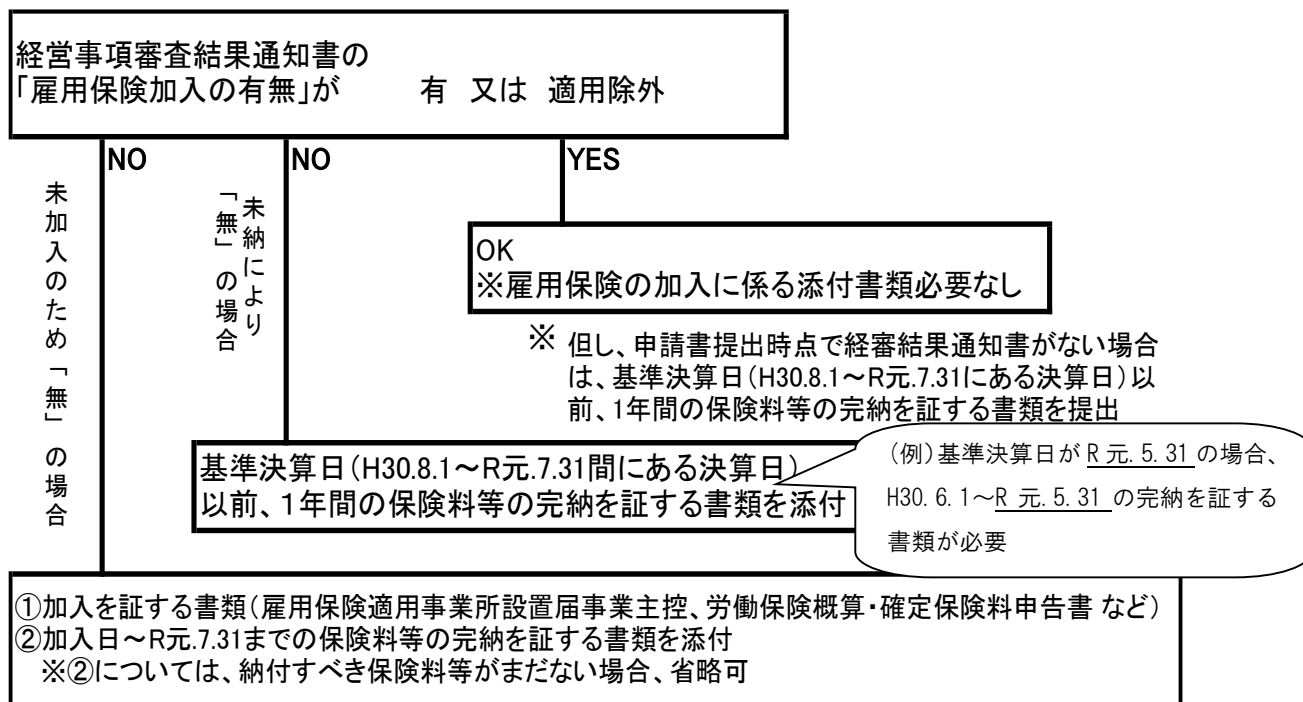 経営事項審査結果通知書の
「雇用保険加入の有無」が 有 又は 適用除外
NO
NO
YES
未加入のため「無」の場合
未納により
「無」の場合
OK
※雇用保険の加入に係る添付書類必要なし
※ 但し、申請書提出時点で経審結果通知書がない場合
は、基準決算日(H30.8.1~R元.7.31にある決算日)以
前、1年間の保険料等の完納を証する書類を提出
基準決算日(H30.8.1~R元.7.31間にある決算日)
以前、1年間の保険料等の完納を証する書類を添付
(例)基準決算日が R 元. 5. 31 の場合、
H30. 6. 1~R 元. 5. 31 の完納を証する
書類が必要
①加入を証する書類(雇用保険適用事業所設置届事業主控、労働保険概算・確定保険料申告書 など)
②加入日~R元.7.31までの保険料等の完納を証する書類を添付
※②については、納付すべき保険料等がまだない場合、省略可